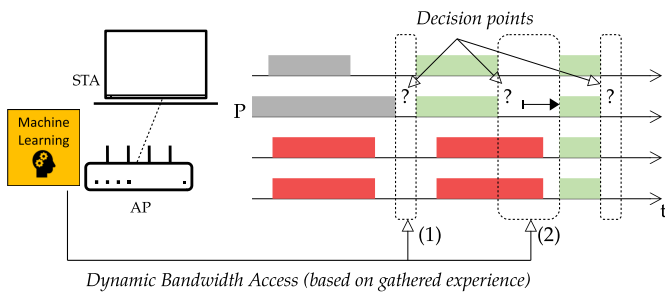 Decision points
STA
Machine
Learning
P
?
?
?
AP
t
(1)
(2)
Dynamic Bandwidth Access (based on gathered experience)